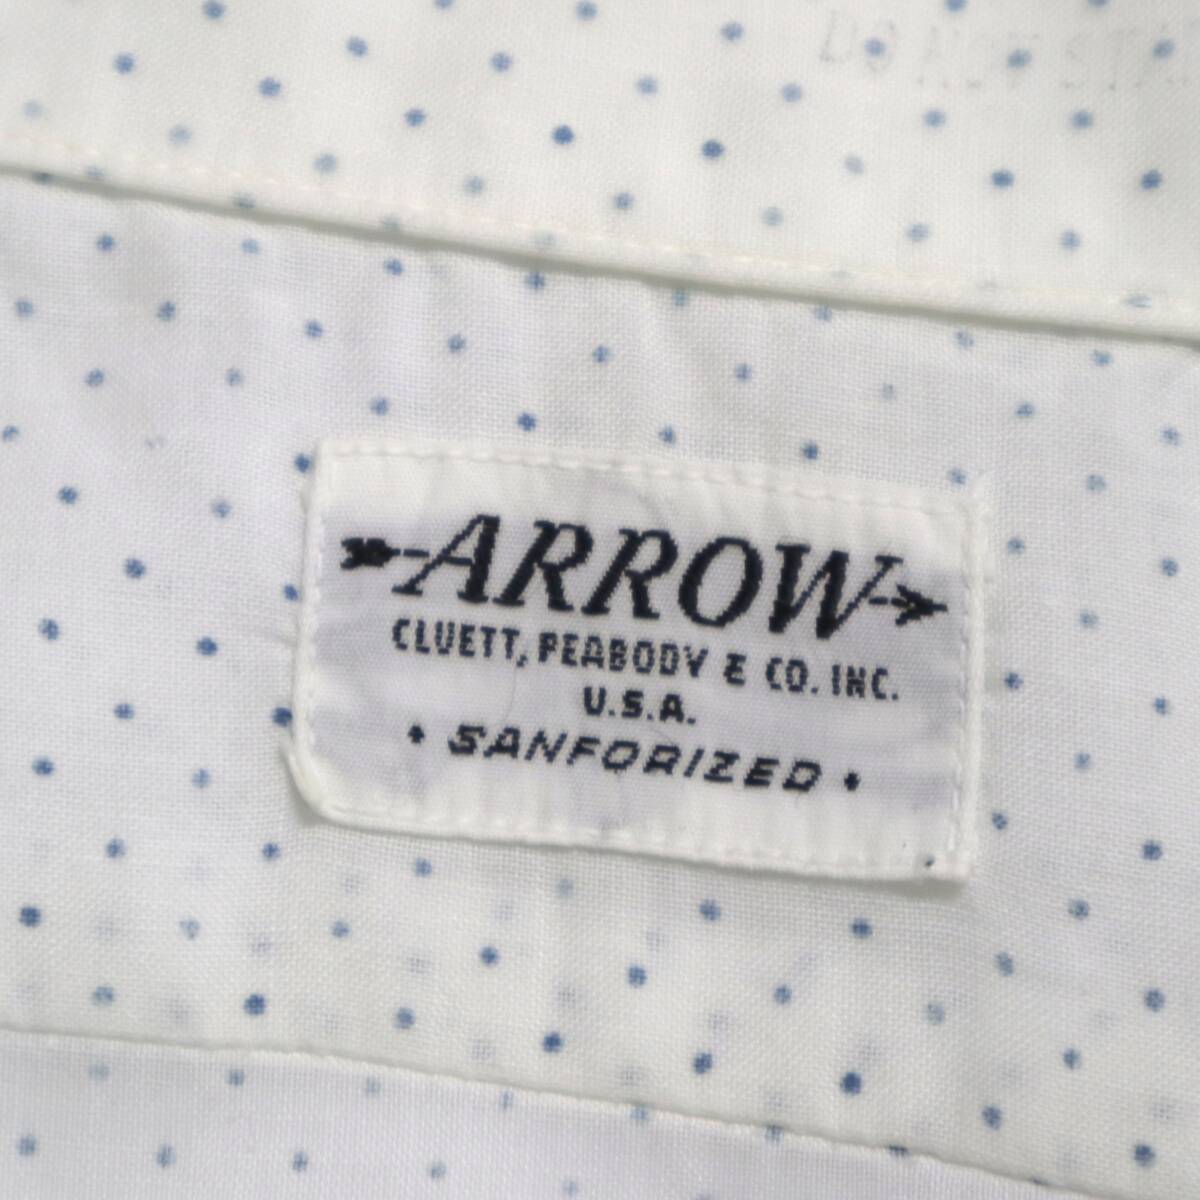 ARROW
CLUETT, PEABODY & CO. INC.
U.S.A.
• SANFORIZED •